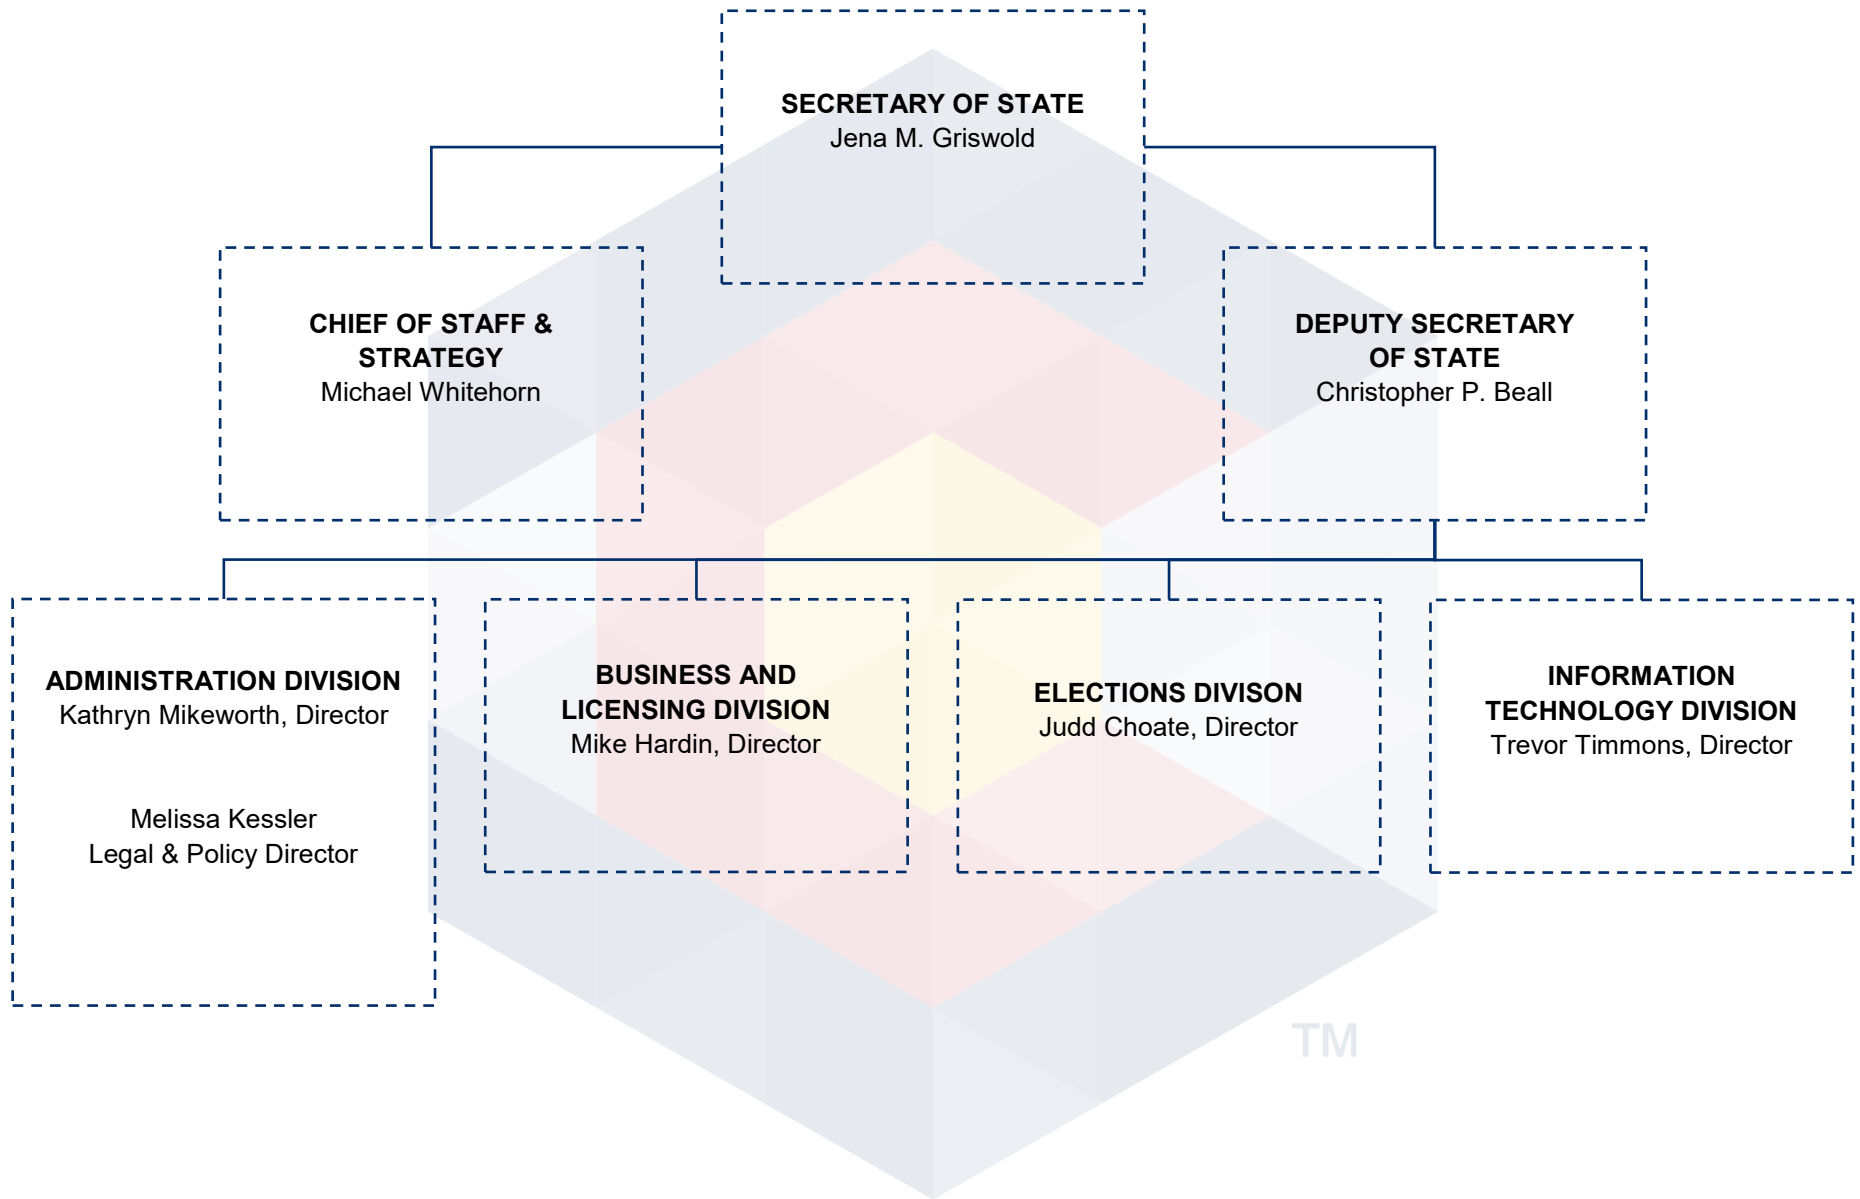 SECRETARY OF STATE
Jena M. Griswold
CHIEF OF STAFF &
STRATEGY
Michael Whitehorn
DEPUTY SECRETARY
OF STATE
Christopher P. Beall
ADMINISTRATION DIVISION
Kathryn Mikeworth, Director
Melissa Kessler
Legal & Policy Director
BUSINESS AND
LICENSING DIVISION
Mike Hardin, Director
ELECTIONS DIVISON
Judd Choate, Director
INFORMATION
TECHNOLOGY DIVISION
Trevor Timmons, Director
TM